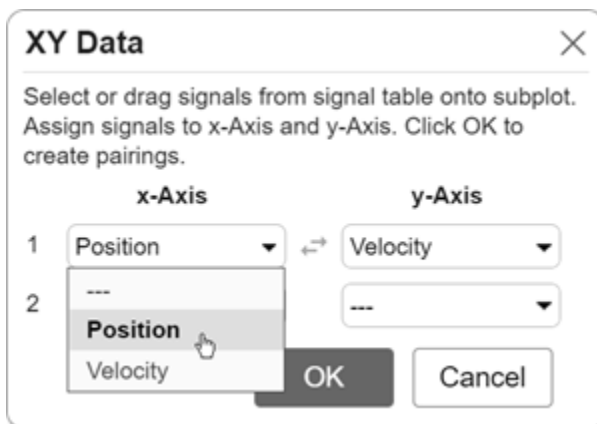 XY Data
Select or drag signals from signal table onto subplot.
Assign signals to x-Axis and y-Axis. Click OK to
create pairings.
x-Axis y-Axis
1 Position Velocity
---
2 Position ---
Velocity
OK Cancel